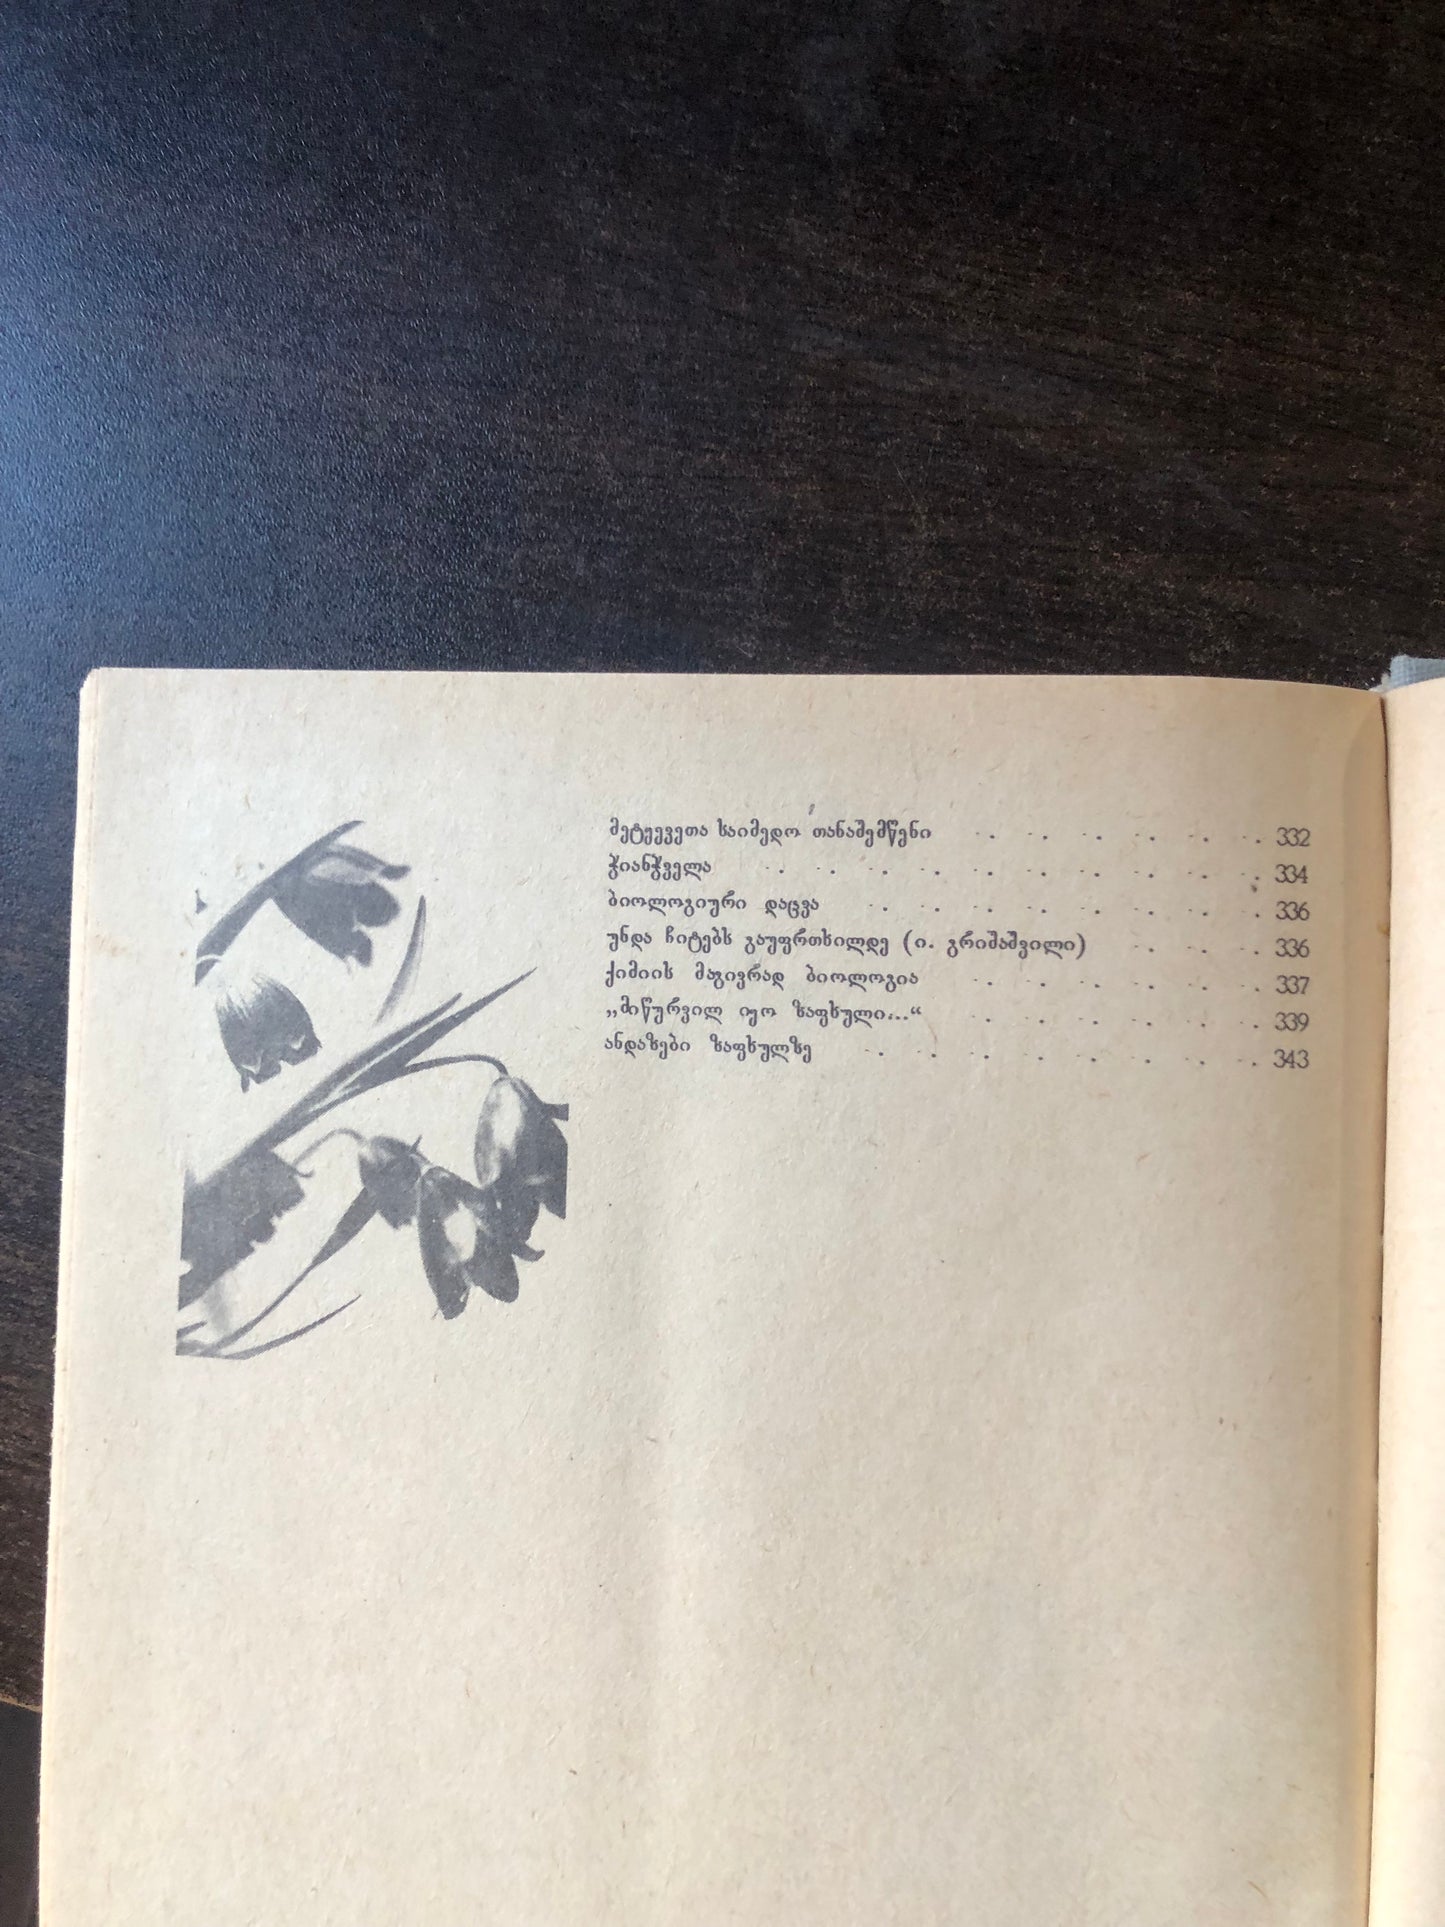 მეტყევეთა საიმედო თანაშემწენი . . . . . . 332
ჭიანჭველა . . . . . . . . . . 334
ბიოლოგიური დაცვა . . . . . . . . 336
უნდა ჩიტებს გაუფრთხილდე (ი. გრიშაშვილი) . . . 336
ქიმიის მაგივრად ბიოლოგია . . . . . . 337
„მიწურვილ იყო ზაფხული...“ . . . . . . 339
ანდაზები ზაფხულზე . . . . . . . . 343